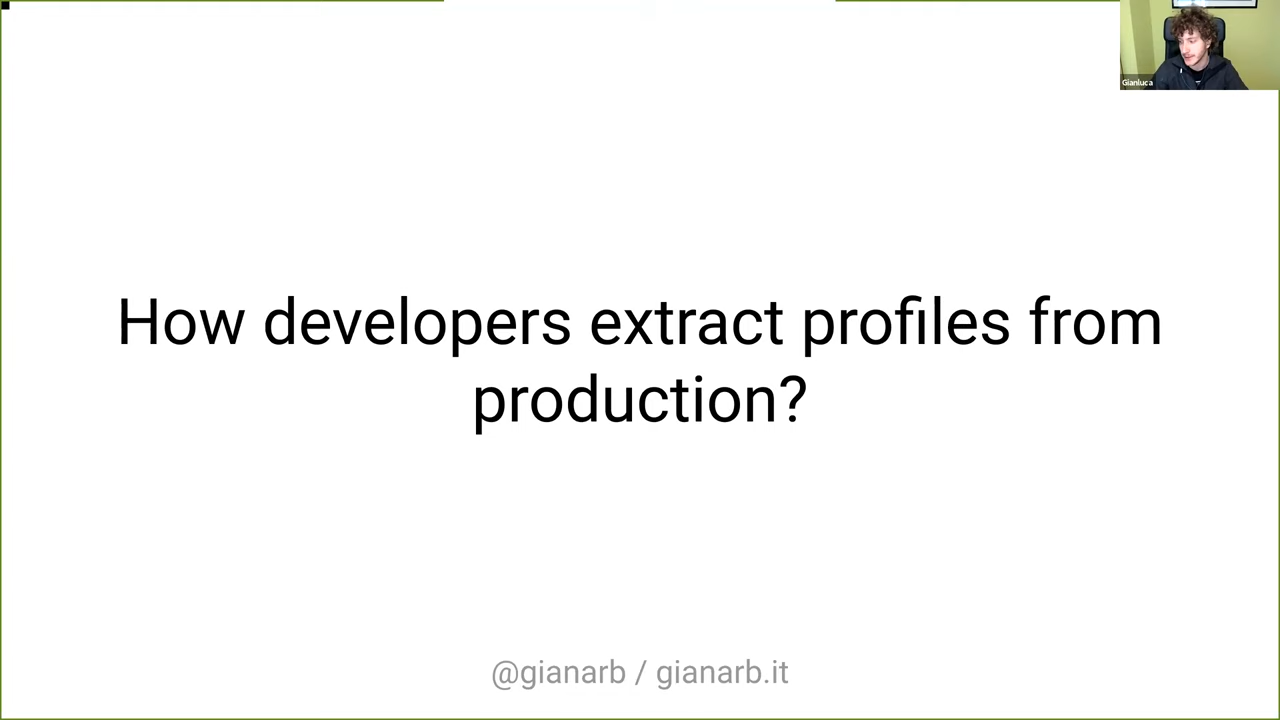 Gianluca
How developers extract profiles from
production?
@gianarb / gianarb.it